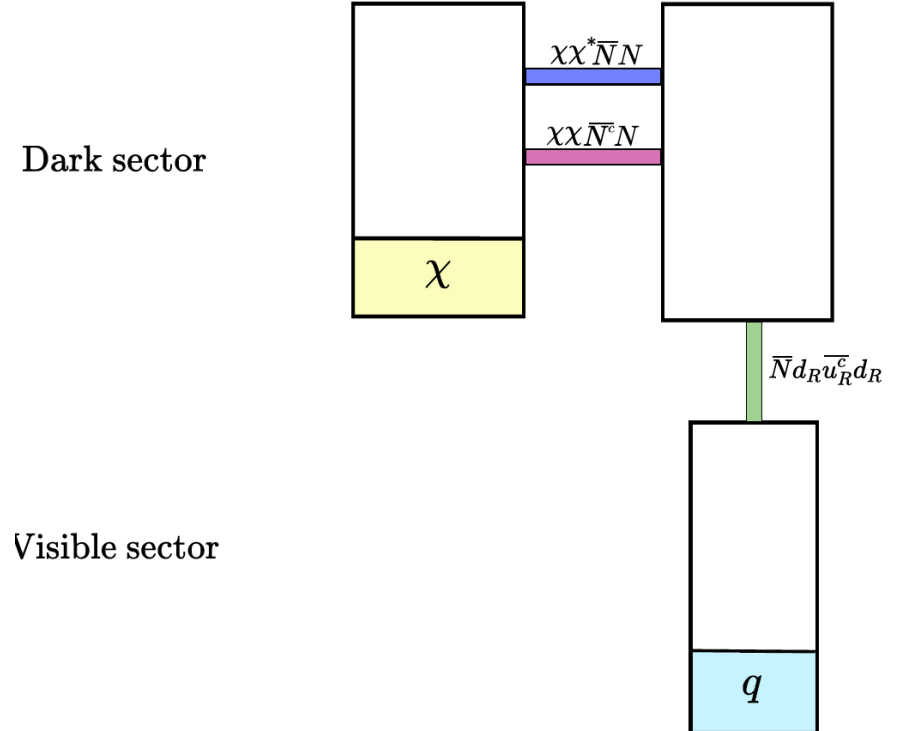 χχ*N̅N
χχN̅ᶜN
Dark sector
χ
N̅d_R\overline{u_R^c}d_R
Visible sector
q